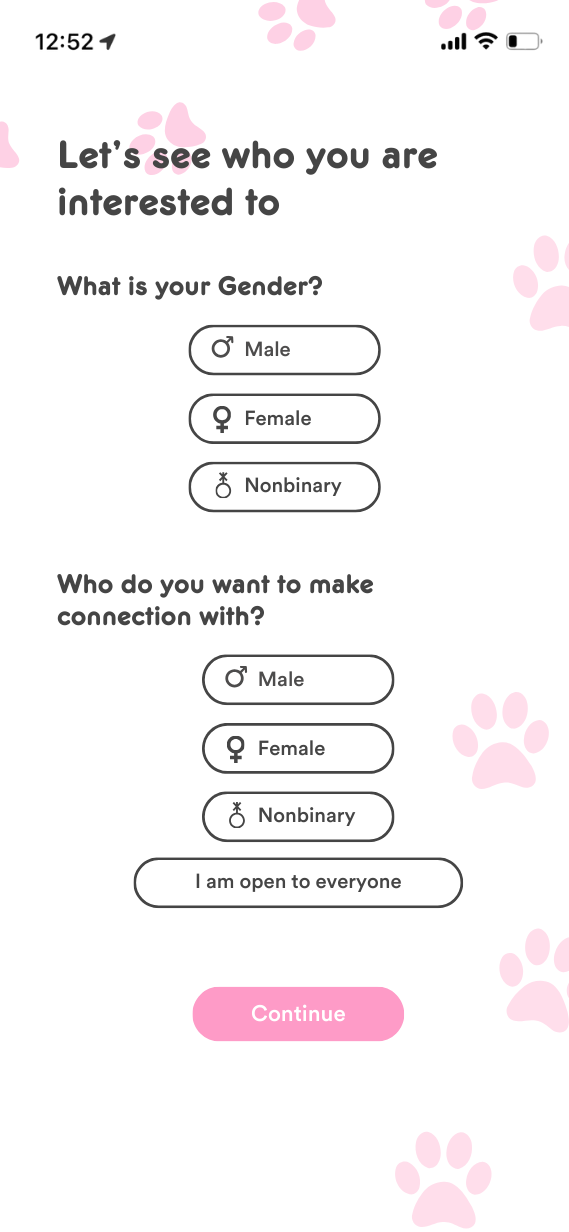 12:52
Let's see who you are
interested to
What is your Gender?
Male
Female
Nonbinary
Who do you want to make
connection with?
Male
Female
Nonbinary
I am open to everyone
Continue